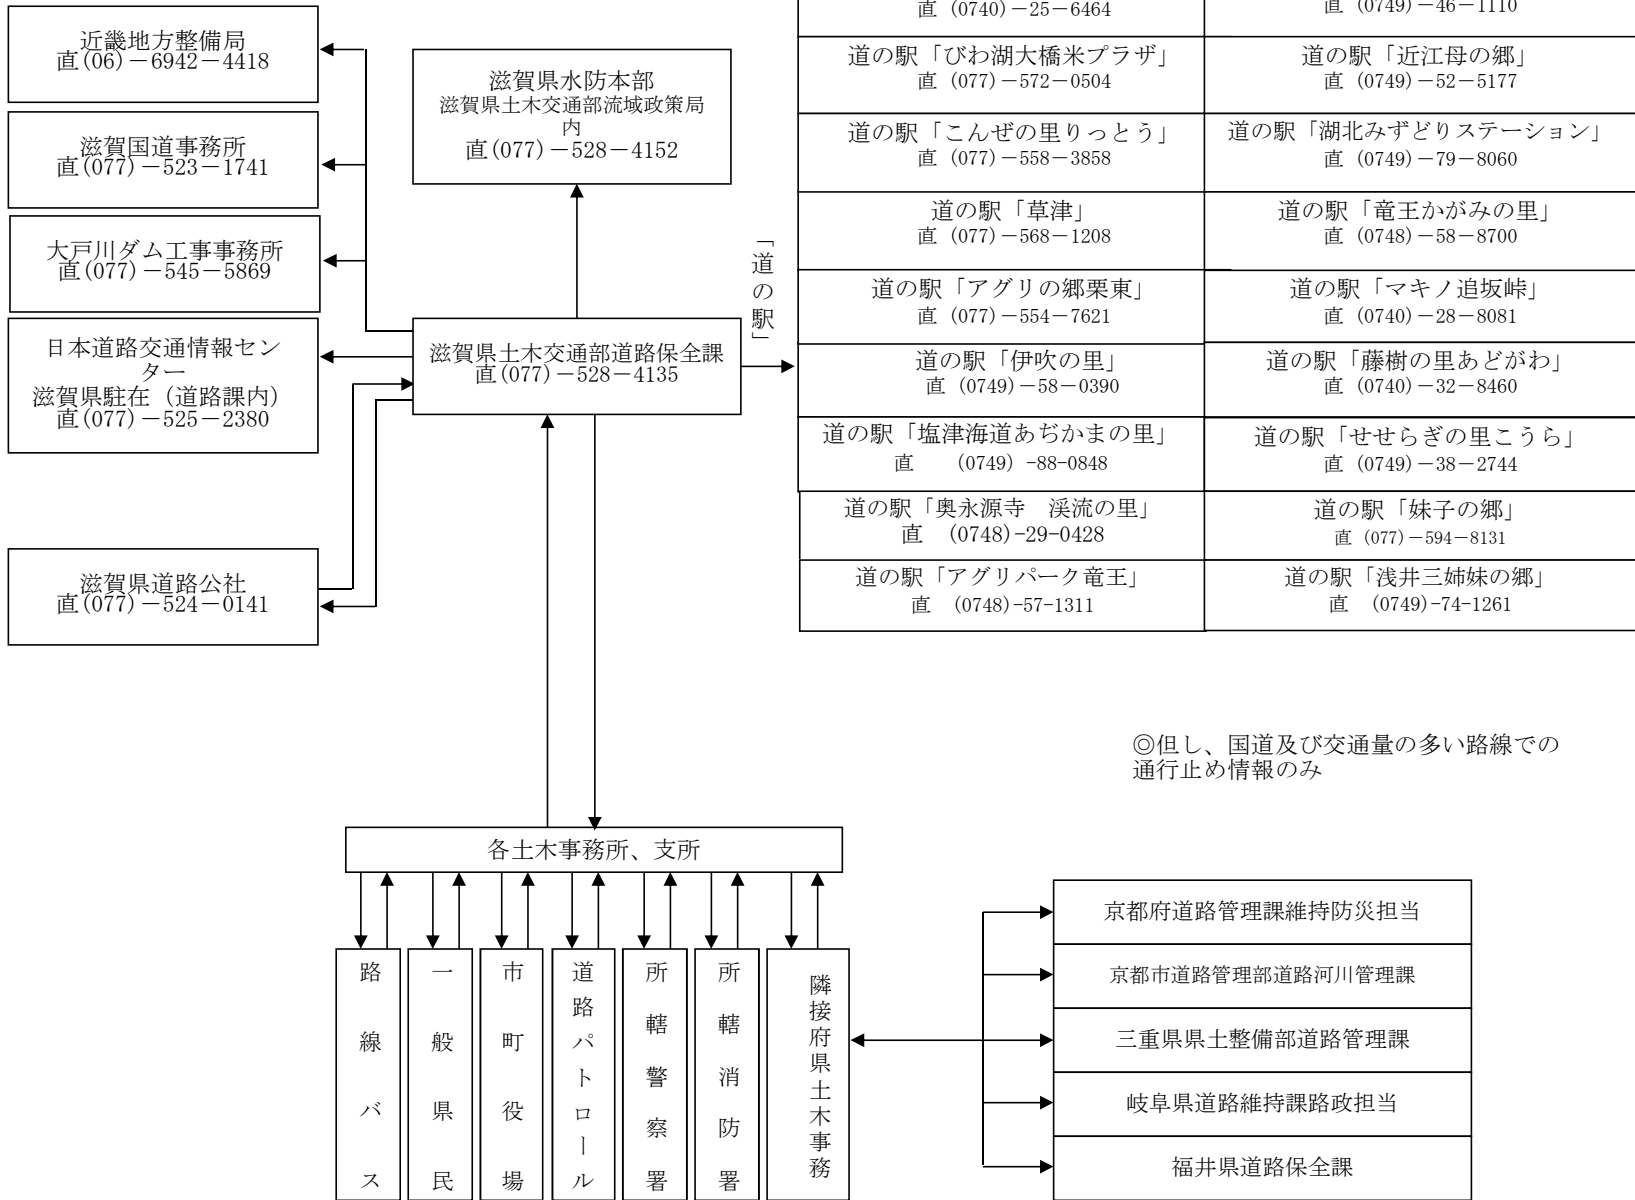 近畿地方整備局
直(06)－6942－4418
滋賀国道事務所
直(077)－523－1741
大戸川ダム工事事務所
直(077)－545－5869
日本道路交通情報セン
ター
滋賀県駐在（道路課内）
直(077)－525－2380
滋賀県道路公社
直(077)－524－0141
滋賀県水防本部
滋賀県土木交通部流域政策局
内
直(077)－528－4152
滋賀県土木交通部道路保全課
直(077)－528－4135
「道の駅」
直 (0740)－25－6464
直 (0749)－46－1110
道の駅「びわ湖大橋米プラザ」
直 (077)－572－0504
道の駅「近江母の郷」
直 (0749)－52－5177
道の駅「こんぜの里りっとう」
直 (077)－558－3858
道の駅「湖北みずどりステーション」
直 (0749)－79－8060
道の駅「草津」
直 (077)－568－1208
道の駅「竜王かがみの里」
直 (0748)－58－8700
道の駅「アグリの郷栗東」
直 (077)－554－7621
道の駅「マキノ追坂峠」
直 (0740)－28－8081
道の駅「伊吹の里」
直 (0749)－58－0390
道の駅「藤樹の里あどがわ」
直 (0740)－32－8460
道の駅「塩津海道あぢかまの里」
直　(0749) -88-0848
道の駅「せせらぎの里こうら」
直 (0749)－38－2744
道の駅「奥永源寺　渓流の里」
直　(0748)-29-0428
道の駅「妹子の郷」
直 (077)－594－8131
道の駅「アグリパーク竜王」
直　(0748)-57-1311
道の駅「浅井三姉妹の郷」
直　(0749)-74-1261
◎但し、国道及び交通量の多い路線での
通行止め情報のみ
各土木事務所、支所
路線バス
一般県民
市町役場
道路パトロール
所轄警察署
所轄消防署
隣接府県土木事務
京都府道路管理課維持防災担当
京都市道路管理部道路河川管理課
三重県県土整備部道路管理課
岐阜県道路維持課路政担当
福井県道路保全課